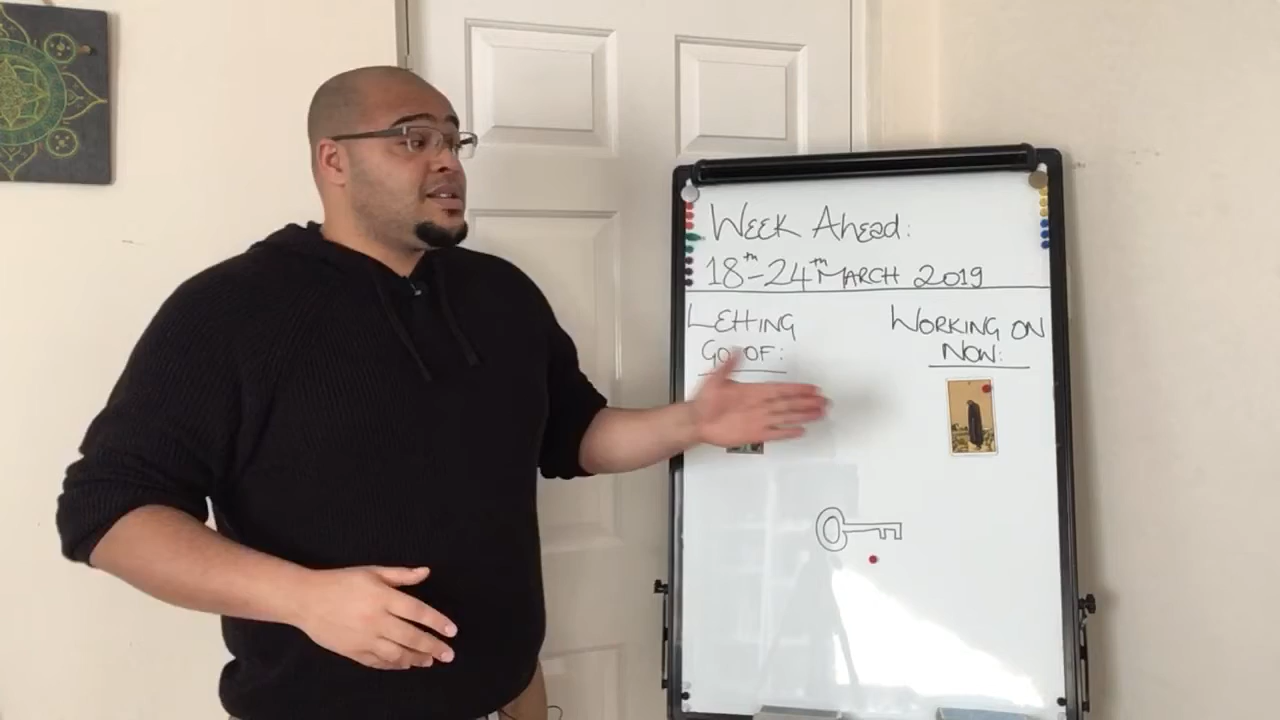 WEEK AHEAD:
18th-24th MARCH 2019
LETTING
GO OF:
WORKING ON
NOW: